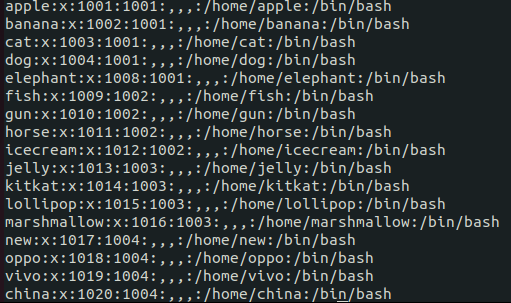 apple:x:1001:1001:,,,:/home/apple:/bin/bash
banana:x:1002:1001:,,,:/home/banana:/bin/bash
cat:x:1003:1001:,,,:/home/cat:/bin/bash
dog:x:1004:1001:,,,:/home/dog:/bin/bash
elephant:x:1008:1001:,,,:/home/elephant:/bin/bash
fish:x:1009:1002:,,,:/home/fish:/bin/bash
gun:x:1010:1002:,,,:/home/gun:/bin/bash
horse:x:1011:1002:,,,:/home/horse:/bin/bash
icecream:x:1012:1002:,,,:/home/icecream:/bin/bash
jelly:x:1013:1003:,,,:/home/jelly:/bin/bash
kitkat:x:1014:1003:,,,:/home/kitkat:/bin/bash
lollipop:x:1015:1003:,,,:/home/lollipop:/bin/bash
marshmallow:x:1016:1003:,,,:/home/marshmallow:/bin/bash
new:x:1017:1004:,,,:/home/new:/bin/bash
oppo:x:1018:1004:,,,:/home/oppo:/bin/bash
vivo:x:1019:1004:,,,:/home/vivo:/bin/bash
china:x:1020:1004:,,,:/home/china:/bin/bash